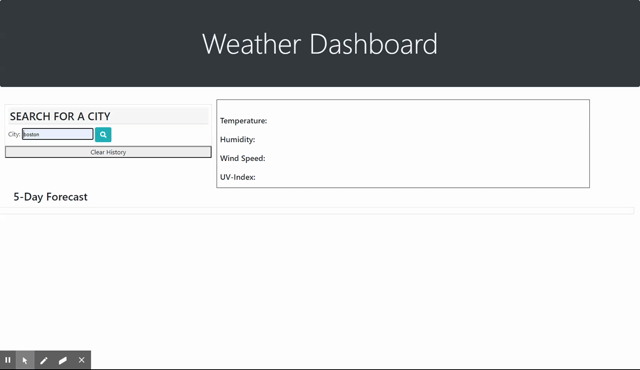 Weather Dashboard
SEARCH FOR A CITY
City: boston
Clear History
Temperature:
Humidity:
Wind Speed:
UV-Index:
5-Day Forecast